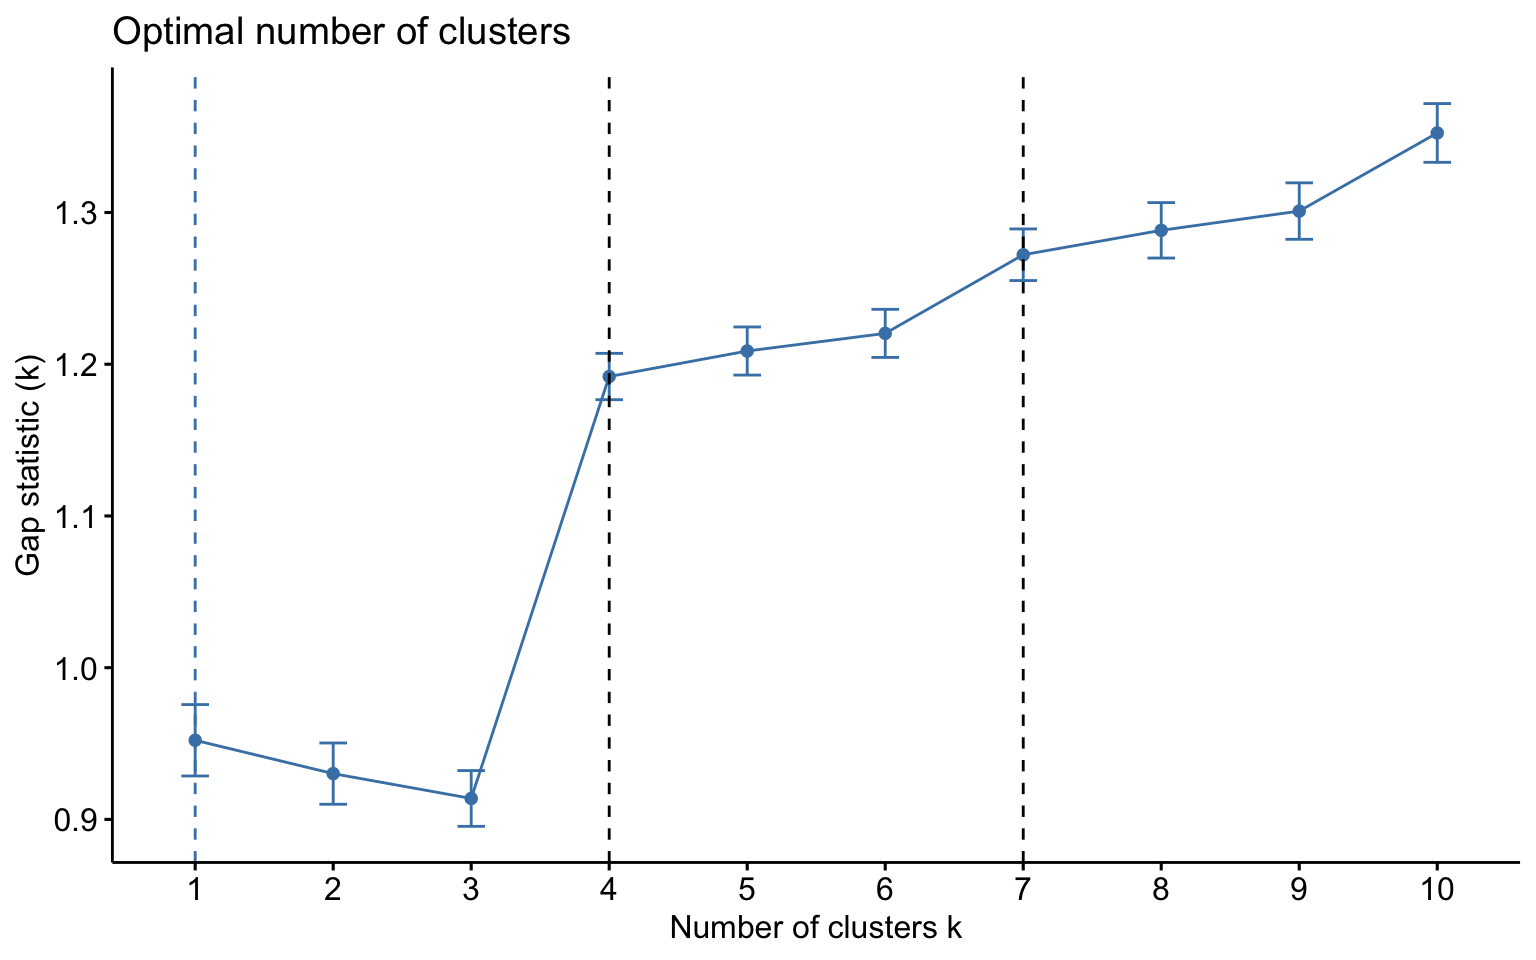 Optimal number of clusters
Gap statistic (k)
1.3
1.2
1.1
1.0
0.9
1 2 3 4 5 6 7 8 9 10
Number of clusters k